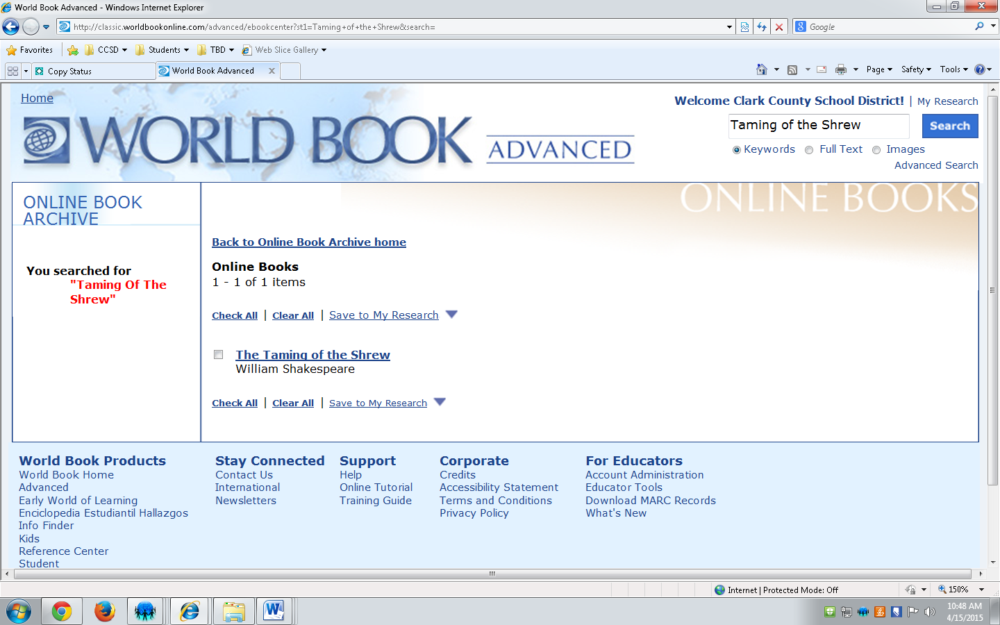 World Book Advanced - Windows Internet Explorer
http://classic.worldbookonline.com/advanced/ebookcenter?st1=Taming+of+the+Shrew&search=
Google
Favorites CCSD Students TBD Web Slice Gallery
Copy Status World Book Advanced Page Safety Tools
Home
Welcome Clark County School District! | My Research
WORLD BOOK ADVANCED
Taming of the Shrew Search
Keywords Full Text Images
Advanced Search
ONLINE BOOK
ARCHIVE
ONLINE BOOKS
Back to Online Book Archive home
You searched for
"Taming Of The
Shrew"
Online Books
1 - 1 of 1 items
Check All | Clear All | Save to My Research
The Taming of the Shrew
William Shakespeare
Check All | Clear All | Save to My Research
World Book Products
World Book Home
Advanced
Early World of Learning
Enciclopedia Estudiantil Hallazgos
Info Finder
Kids
Reference Center
Student
Stay Connected
Contact Us
International
Newsletters
Support
Help
Online Tutorial
Training Guide
Corporate
Credits
Accessibility Statement
Terms and Conditions
Privacy Policy
For Educators
Account Administration
Educator Tools
Download MARC Records
What's New
Internet | Protected Mode: Off 150%
10:48 AM
4/15/2015